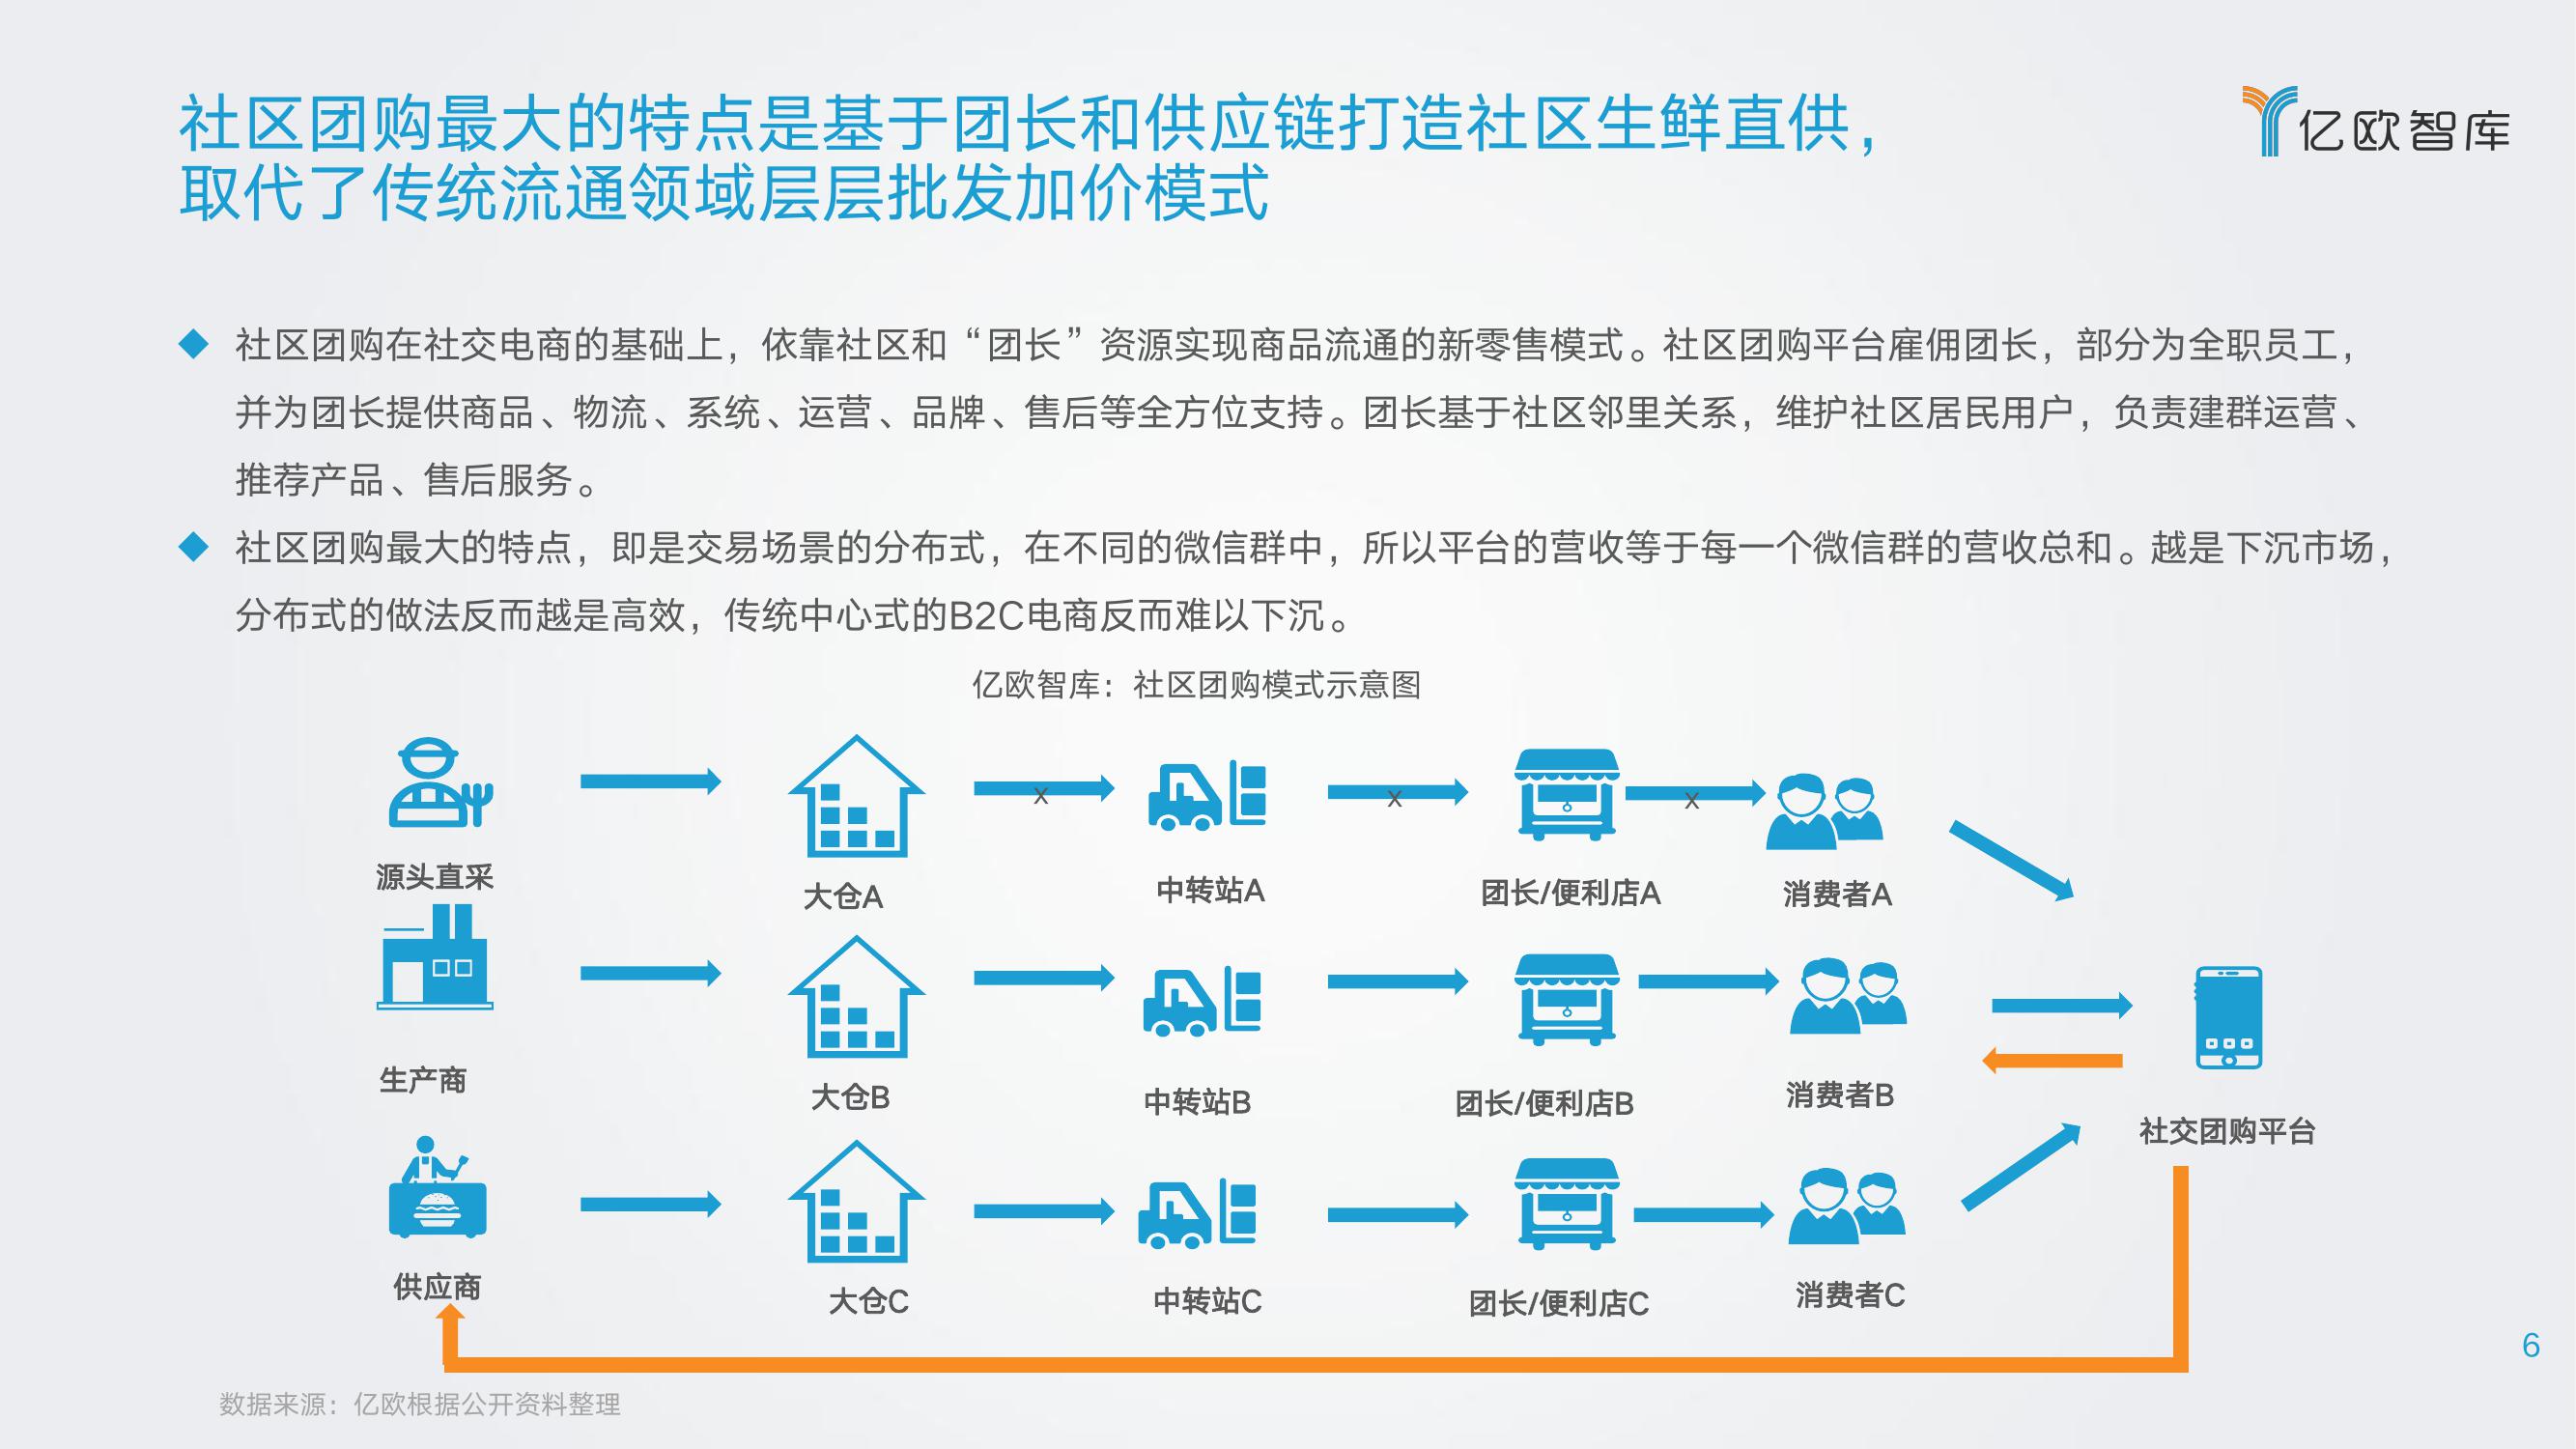 社区团购最大的特点是基于团长和供应链打造社区生鲜直供，
取代了传统流通领域层层批发加价模式
亿欧智库
社区团购在社交电商的基础上，依靠社区和“团长”资源实现商品流通的新零售模式。社区团购平台雇佣团长，部分为全职员工，
并为团长提供商品、物流、系统、运营、品牌、售后等全方位支持。团长基于社区邻里关系，维护社区居民用户，负责建群运营、
推荐产品、售后服务。
社区团购最大的特点，即是交易场景的分布式，在不同的微信群中，所以平台的营收等于每一个微信群的营收总和。越是下沉市场，
分布式的做法反而越是高效，传统中心式的B2C电商反而难以下沉。
亿欧智库：社区团购模式示意图
x
x
x
源头直采
大仓A
中转站A
团长/便利店A
消费者A
生产商
大仓B
中转站B
团长/便利店B
消费者B
社交团购平台
供应商
大仓C
中转站C
团长/便利店C
消费者C
6
数据来源：亿欧根据公开资料整理